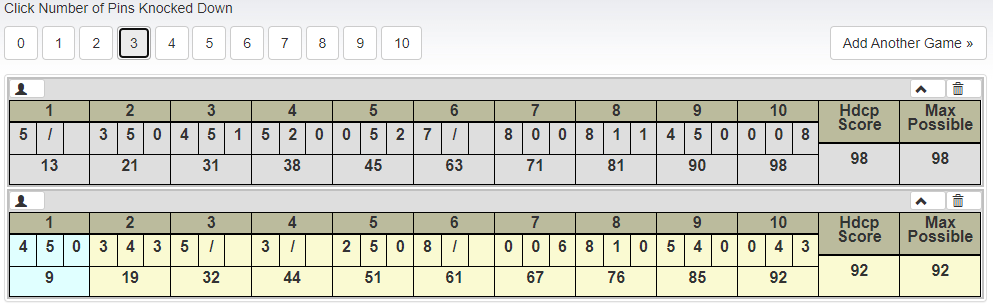 Click Number of Pins Knocked Down
0 1 2 3 4 5 6 7 8 9 10 Add Another Game »
1 2 3 4 5 6 7 8 9 10 Hdcp Score Max Possible
5 / 3 5 0 4 5 1 5 2 0 0 5 2 7 / 8 0 0 8 1 1 4 5 0 0 0 8
13 21 31 38 45 63 71 81 90 98 98 98
1 2 3 4 5 6 7 8 9 10 Hdcp Score Max Possible
4 5 0 3 4 3 5 / 3 / 2 5 0 8 / 0 0 6 8 1 0 5 4 0 0 4 3
9 19 32 44 51 61 67 76 85 92 92 92